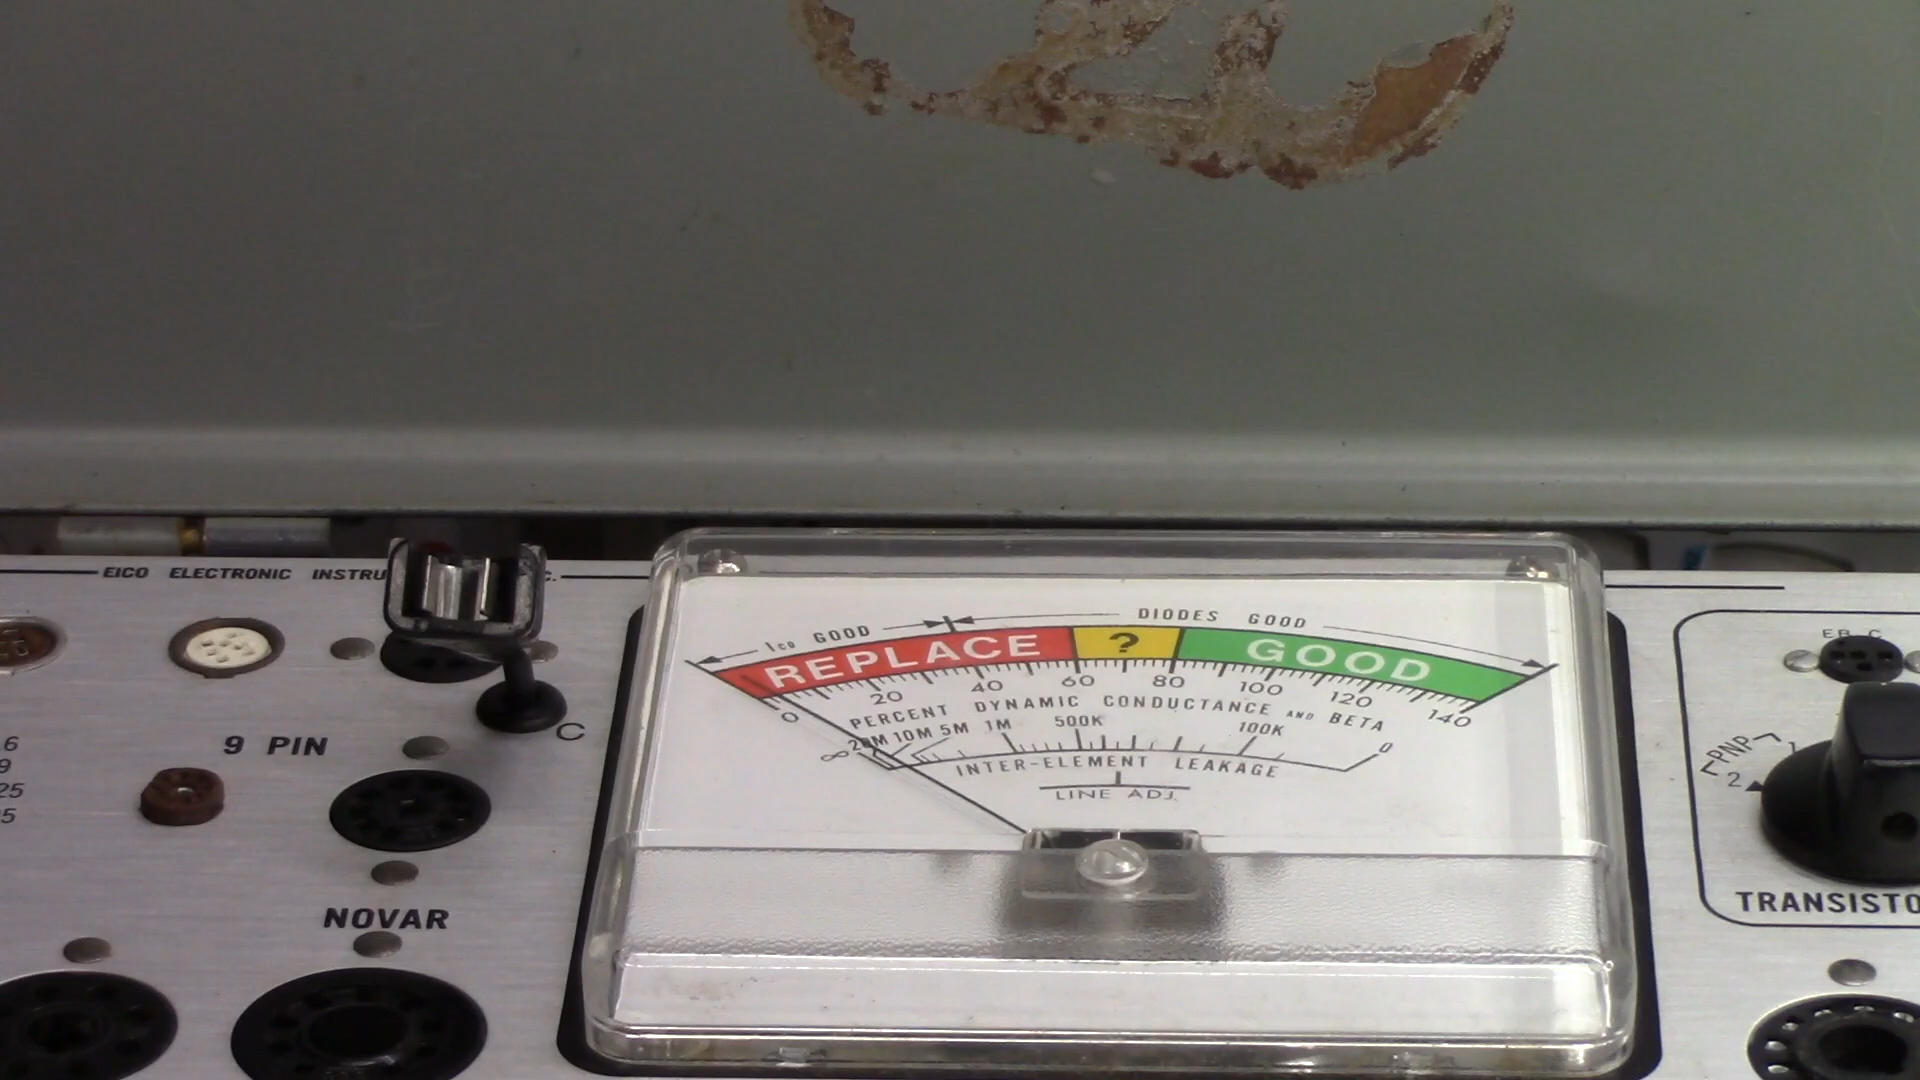 EICO ELECTRONIC INSTRU
C.
Ico GOOD
DIODES GOOD
REPLACE ? GOOD
0 20 40 60 80 100 120 140
PERCENT DYNAMIC CONDUCTANCE AND BETA
∞ 20M 10M 5M 1M 500K 100K 0
INTER-ELEMENT LEAKAGE
LINE ADJ.
C
9 PIN
.6
9
25
5
NOVAR
EB C
PNP
1
2
TRANSISTO